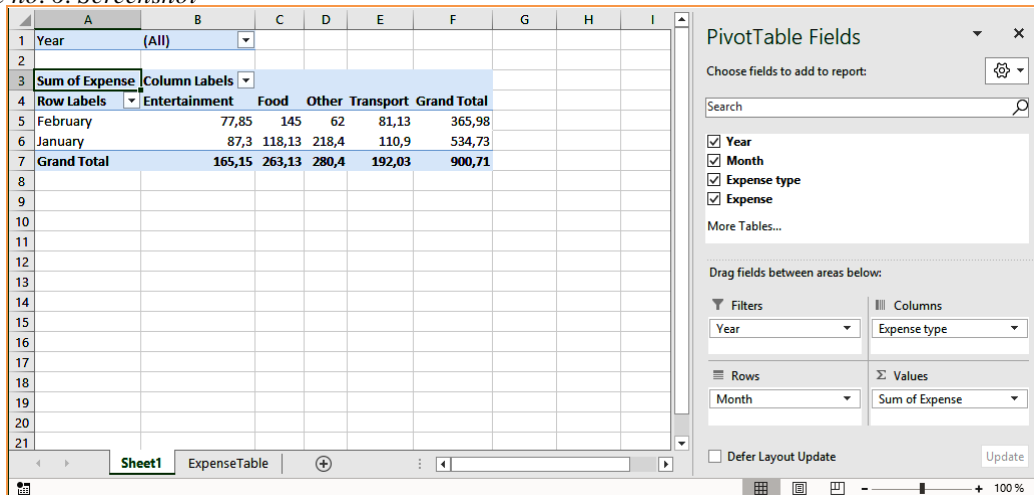 no. 6. Screenshot
A B C D E F G H I
1 Year (All)
2
3 Sum of Expense Column Labels
4 Row Labels Entertainment Food Other Transport Grand Total
5 February 77,85 145 62 81,13 365,98
6 January 87,3 118,13 218,4 110,9 534,73
7 Grand Total 165,15 263,13 280,4 192,03 900,71
8
9
10
11
12
13
14
15
16
17
18
19
20
21
Sheet1 ExpenseTable
PivotTable Fields
Choose fields to add to report:
Search
Year
Month
Expense type
Expense
More Tables...
Drag fields between areas below:
Filters Columns
Year Expense type
Rows Σ Values
Month Sum of Expense
Defer Layout Update Update
- + 100 %